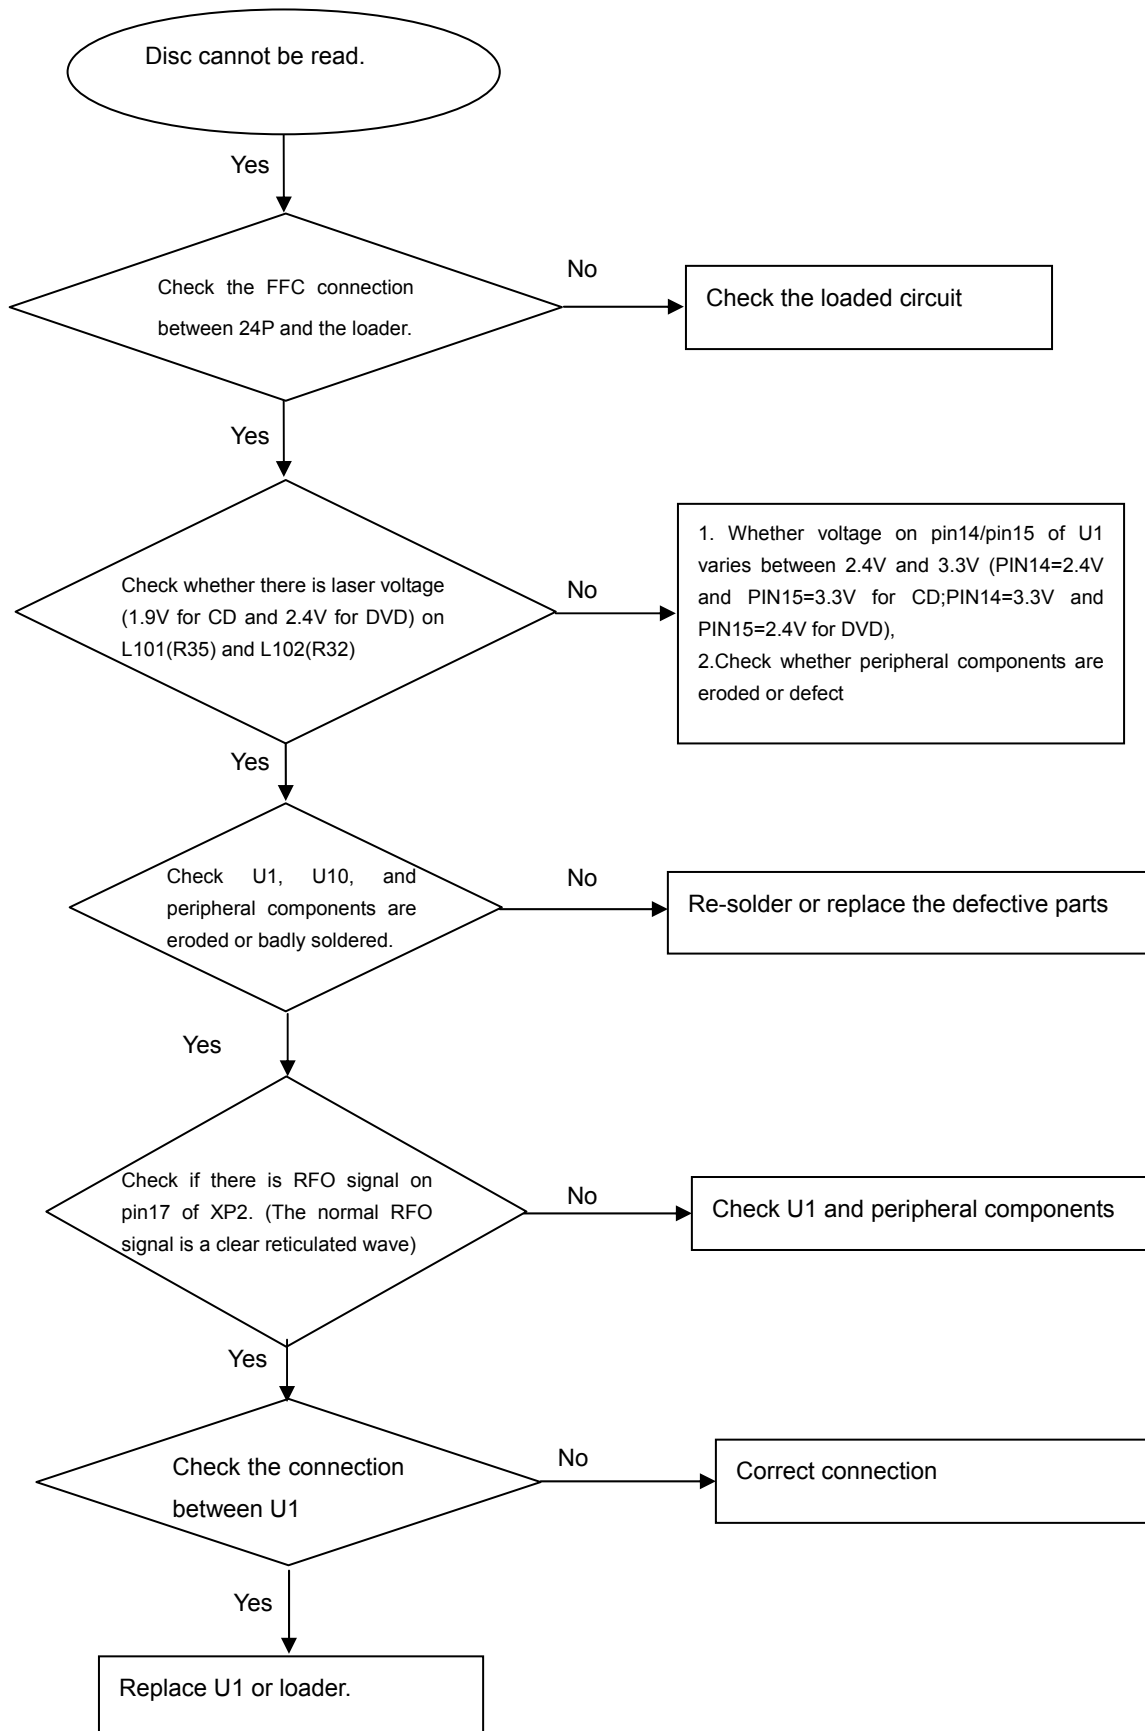 Disc cannot be read.
Yes
Check the FFC connection
between 24P and the loader.
No
Check the loaded circuit
Yes
Check whether there is laser voltage
(1.9V for CD and 2.4V for DVD) on
L101(R35) and L102(R32)
No
1. Whether voltage on pin14/pin15 of U1
varies between 2.4V and 3.3V (PIN14=2.4V
and PIN15=3.3V for CD;PIN14=3.3V and
PIN15=2.4V for DVD),
2.Check whether peripheral components are
eroded or defect
Yes
Check U1, U10, and
peripheral components are
eroded or badly soldered.
No
Re-solder or replace the defective parts
Yes
Check if there is RFO signal on
pin17 of XP2. (The normal RFO
signal is a clear reticulated wave)
No
Check U1 and peripheral components
Yes
Check the connection
between U1
No
Correct connection
Yes
Replace U1 or loader.